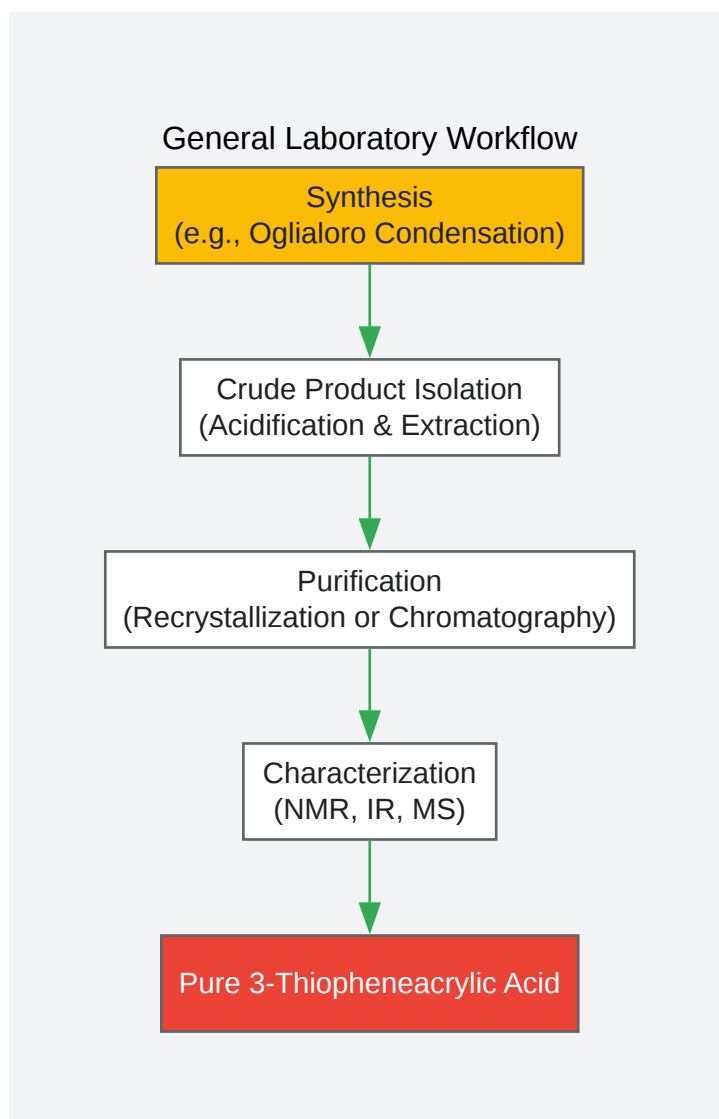 General Laboratory Workflow
Synthesis
(e.g., Oglialoro Condensation)
Crude Product Isolation
(Acidification & Extraction)
Purification
(Recrystallization or Chromatography)
Characterization
(NMR, IR, MS)
Pure 3-Thiopheneacrylic Acid